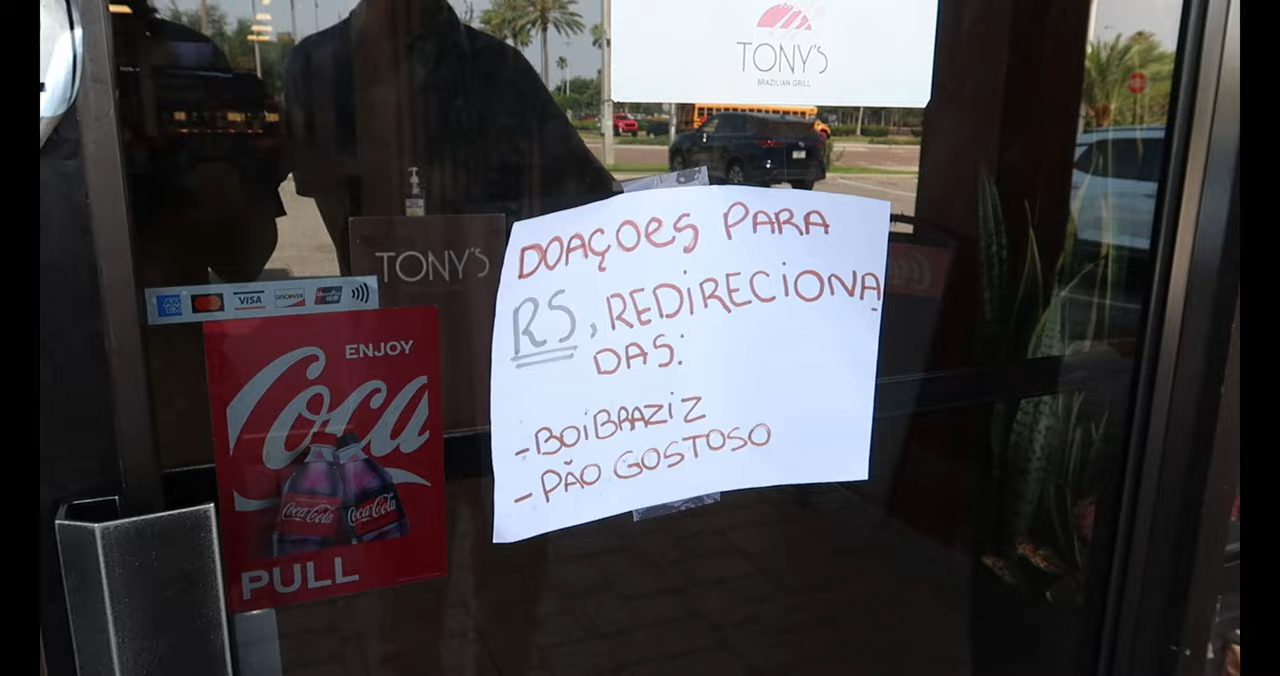 TONY'S
BRAZILIAN GRILL
DOAÇOES PARA
RS, REDIRECIONA
DAS:
- BOIBRAZIZ
- PÃO GOSTOSO
TONY'S
VISA
DISCOVER
ENJOY
Coca
Coca-Cola
Coca-Cola
PULL